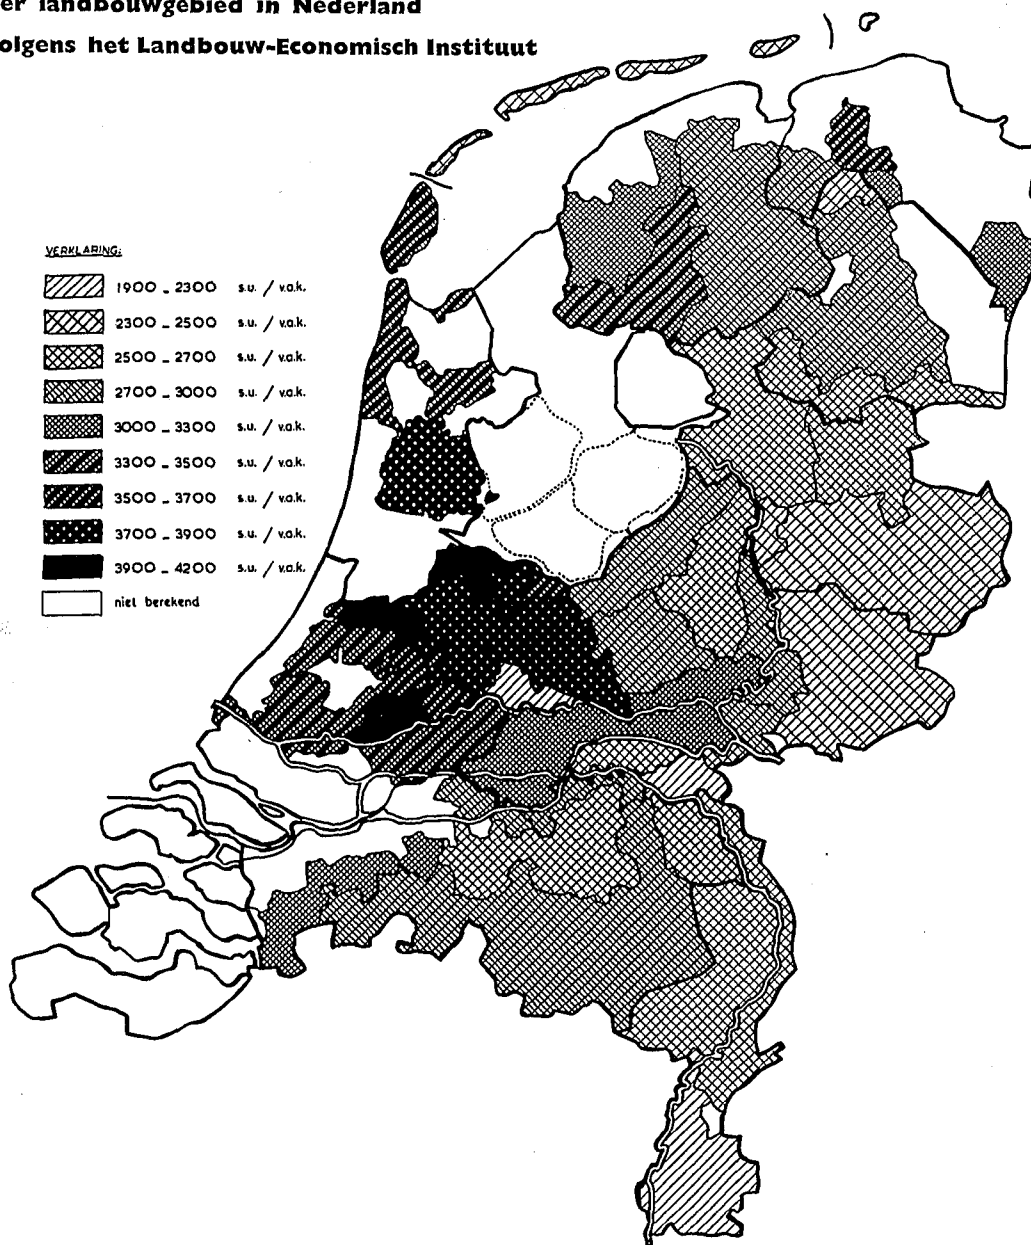 er landbouwgebied in Nederland
olgens het Landbouw-Economisch Instituut
VERKLARING:
1900 - 2300 s.u. / v.a.k.
2300 - 2500 s.u. / v.a.k.
2500 - 2700 s.u. / v.a.k.
2700 - 3000 s.u. / v.a.k.
3000 - 3300 s.u. / v.a.k.
3300 - 3500 s.u. / v.a.k.
3500 - 3700 s.u. / v.a.k.
3700 - 3900 s.u. / v.a.k.
3900 - 4200 s.u. / v.a.k.
niet berekend